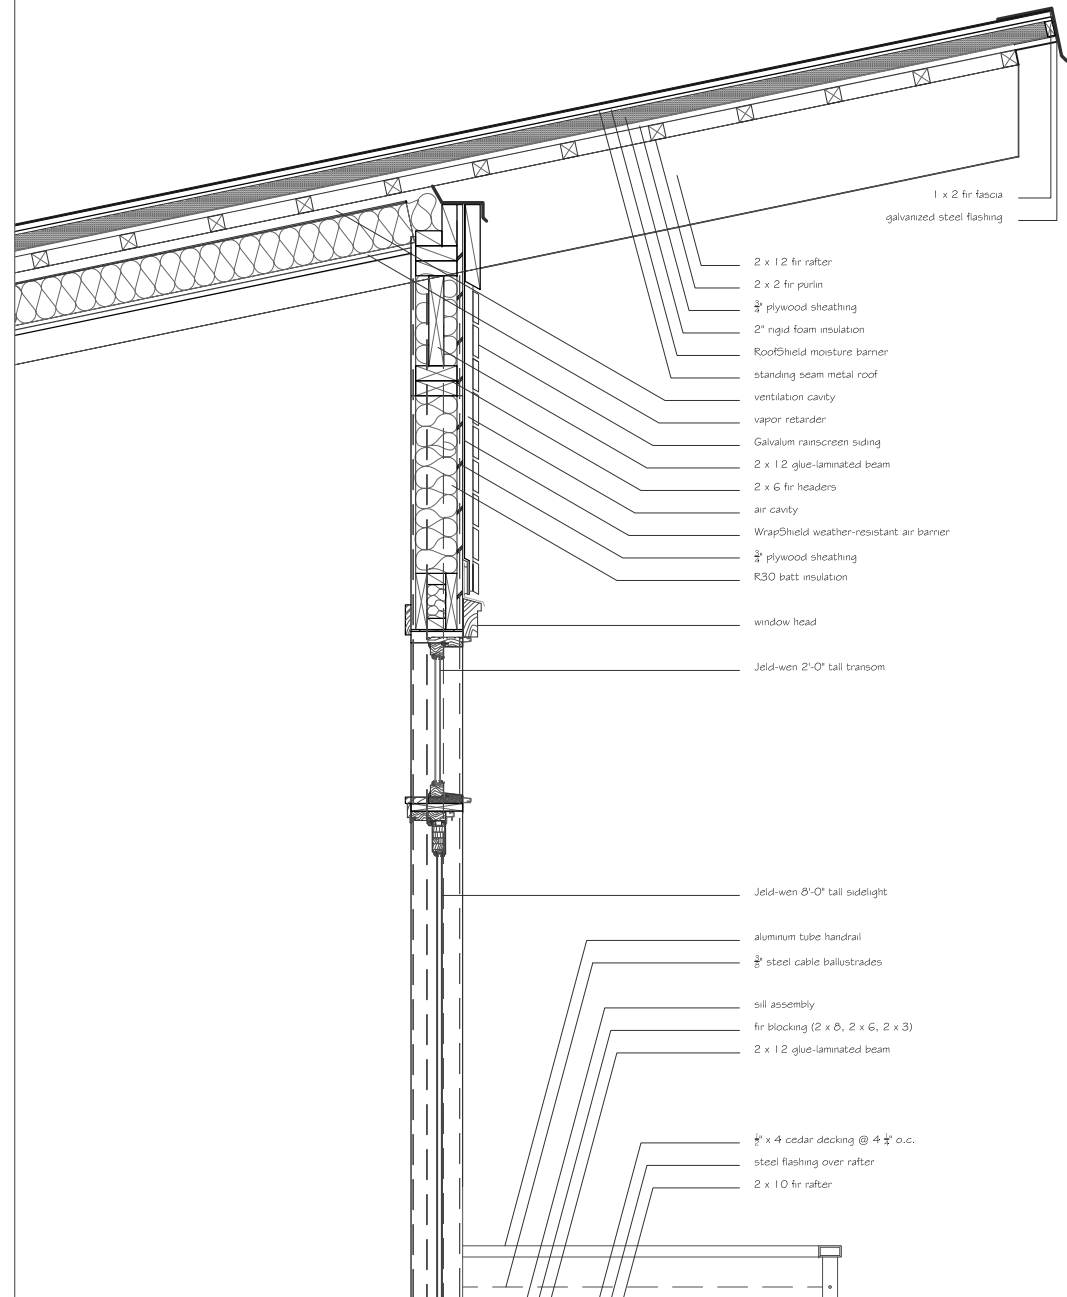 1 x 2 fir fascia
galvanized steel flashing
2 x 12 fir rafter
2 x 2 fir purlin
3/4" plywood sheathing
2" rigid foam insulation
RoofShield moisture barrier
standing seam metal roof
ventilation cavity
vapor retarder
Galvalum rainscreen siding
2 x 12 glue-laminated beam
2 x 6 fir headers
air cavity
WrapShield weather-resistant air barrier
3/4" plywood sheathing
R30 batt insulation
window head
Jeld-wen 2'-0" tall transom
Jeld-wen 8'-0" tall sidelight
aluminum tube handrail
3/8" steel cable ballustrades
sill assembly
fir blocking (2 x 8, 2 x 6, 2 x 3)
2 x 12 glue-laminated beam
1/2" x 4 cedar decking @ 4 1/4" o.c.
steel flashing over rafter
2 x 10 fir rafter